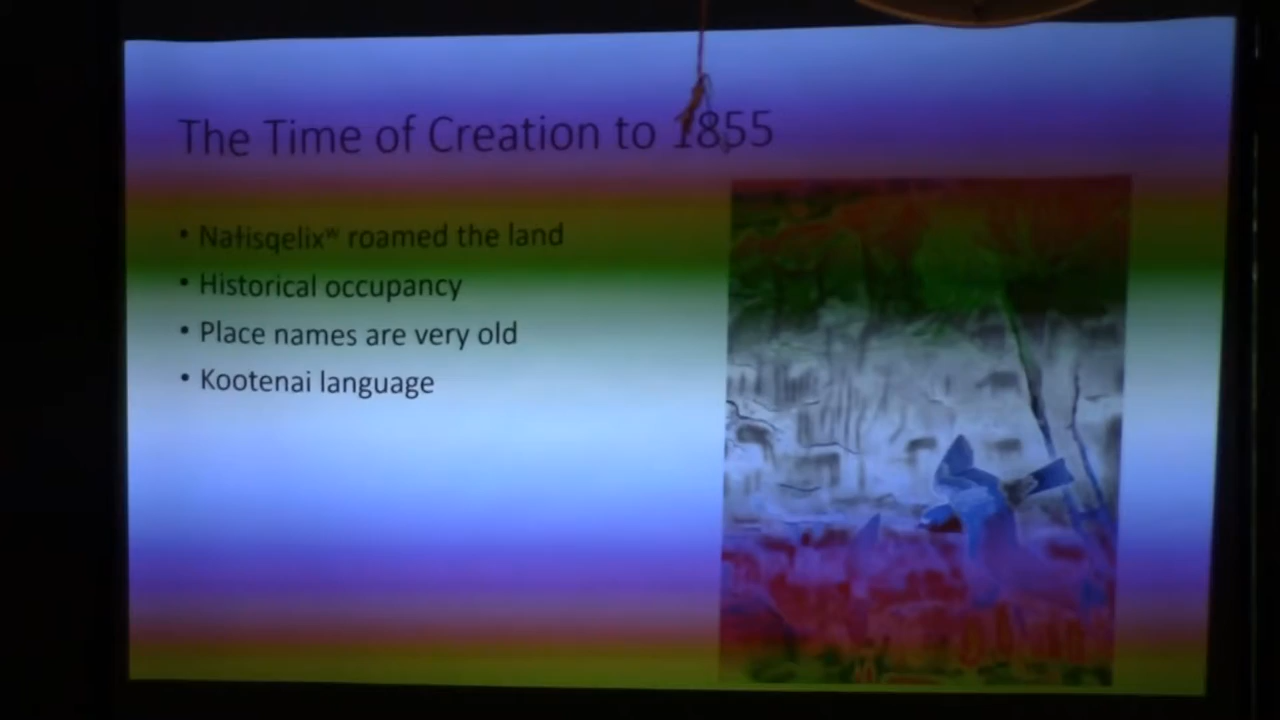 The Time of Creation to 1855
• Nałisqelixʷ roamed the land
• Historical occupancy
• Place names are very old
• Kootenai language